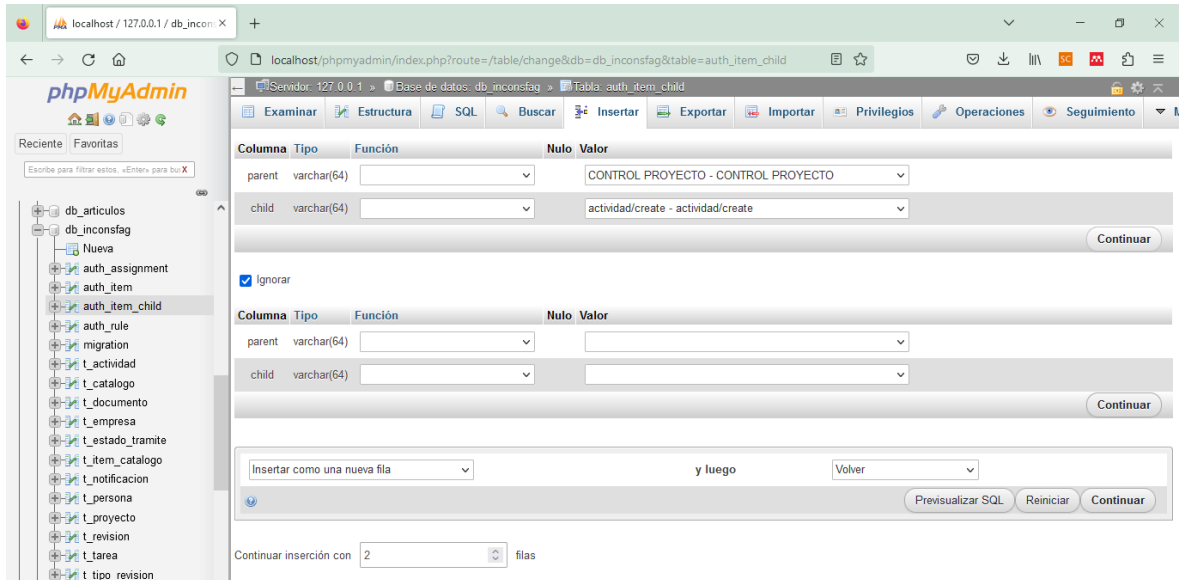 localhost / 127.0.0.1 / db_incons
localhost/phpmyadmin/index.php?route=/table/change&db=db_inconsfag&table=auth_item_child
SC
phpMyAdmin
Reciente Favoritas
Escribe para filtrar estos, «Enter» para bus X
db_articulos
db_inconsfag
Nueva
auth_assignment
auth_item
auth_item_child
auth_rule
migration
t_actividad
t_catalogo
t_documento
t_empresa
t_estado_tramite
t_item_catalogo
t_notificacion
t_persona
t_proyecto
t_revision
t_tarea
t_tipo_revision
Servidor: 127.0.0.1 » Base de datos: db_inconsfag » Tabla: auth_item_child
Examinar Estructura SQL Buscar Insertar Exportar Importar Privilegios Operaciones Seguimiento
Columna Tipo Función Nulo Valor
parent varchar(64) CONTROL PROYECTO - CONTROL PROYECTO
child varchar(64) actividad/create - actividad/create
Continuar
Ignorar
Columna Tipo Función Nulo Valor
parent varchar(64)
child varchar(64)
Continuar
Insertar como una nueva fila y luego Volver
Previsualizar SQL Reiniciar Continuar
Continuar inserción con 2 filas